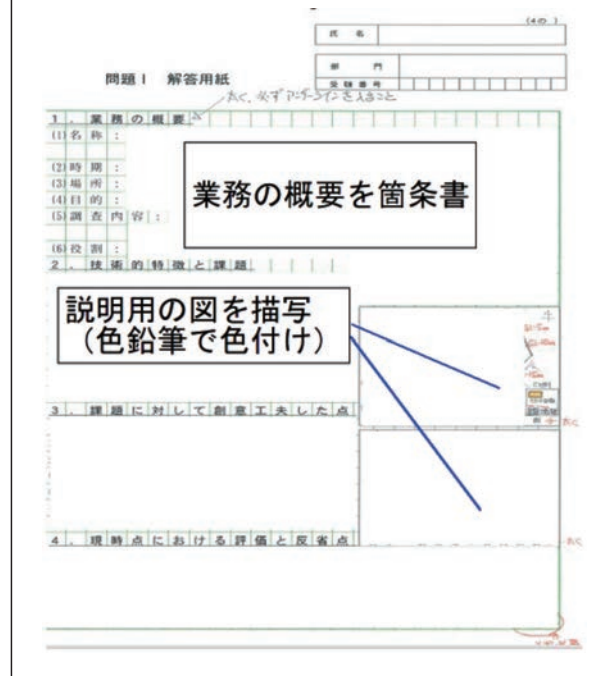 (4の )
氏 名
部 門
受験番号
問題Ⅰ 解答用紙
1. 業務の概要
(1)名称:
(2)時期:
(3)場所:
(4)目的:
(5)調査内容:
(6)役割:
業務の概要を箇条書
2. 技術的特徴と課題
説明用の図を描写
(色鉛筆で色付け)
3. 課題に対して創意工夫した点
4. 現時点における評価と反省点